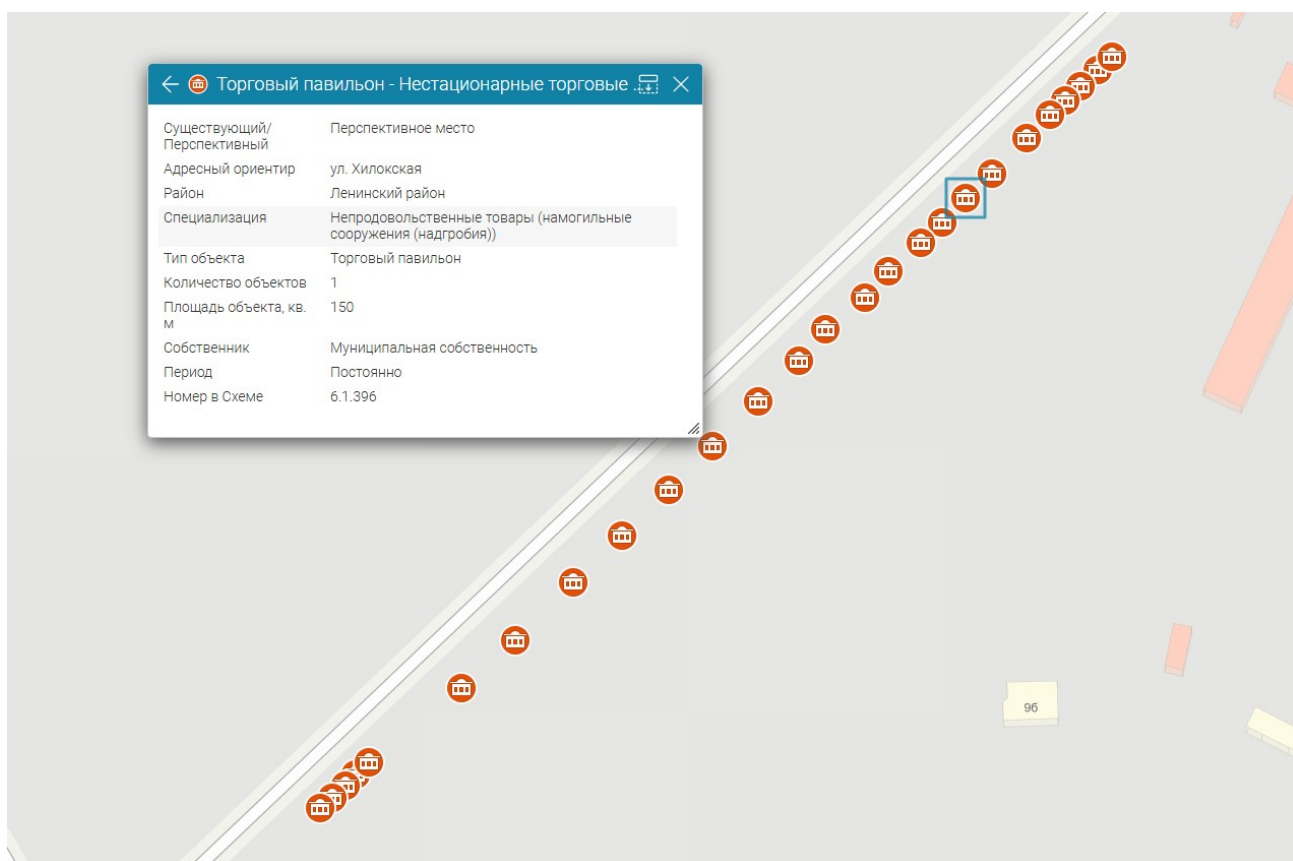 Торговый павильон - Нестационарные торговые ..
Существующий/ Перспективное место
Перспективный
Адресный ориентир ул. Хилокская
Район Ленинский район
Специализация Непродовольственные товары (намогильные
сооружения (надгробия))
Тип объекта Торговый павильон
Количество объектов 1
Площадь объекта, кв. 150
м
Собственник Муниципальная собственность
Период Постоянно
Номер в Схеме 6.1.396
9б